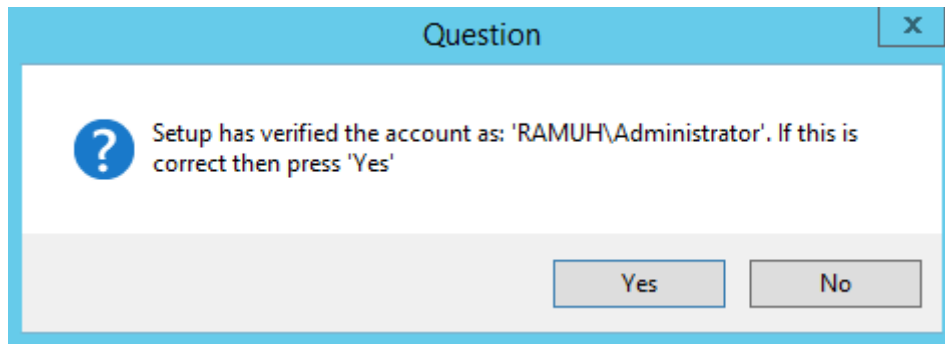 Question
x
?
Setup has verified the account as: 'RAMUH\Administrator'. If this is
correct then press 'Yes'
Yes
No